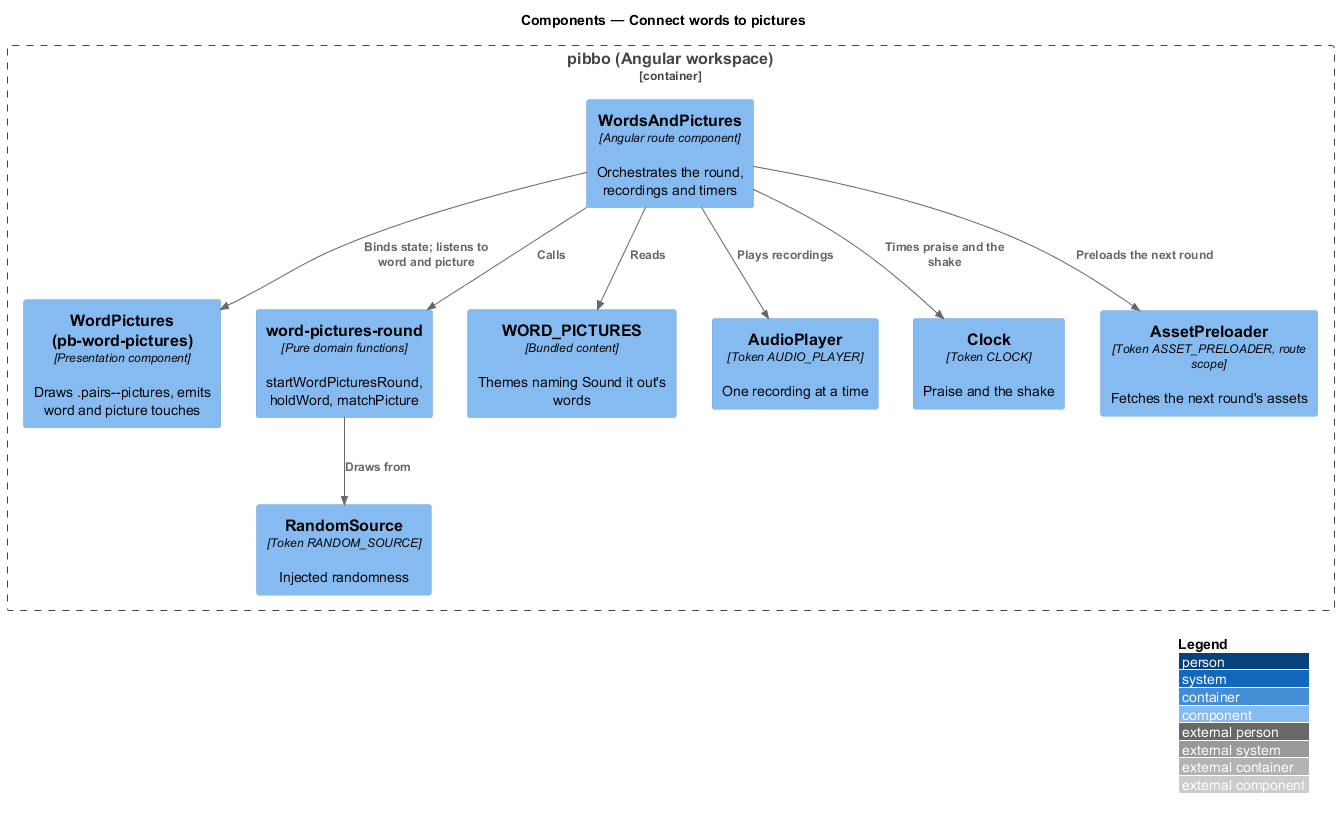 Components — Connect words to pictures
pibbo (Angular workspace)
[container]
WordsAndPictures
[Angular route component]
Orchestrates the round,
recordings and timers
Binds state; listens to
word and picture
Calls
Reads
Plays recordings
Times praise and the
shake
Preloads the next round
WordPictures
(pb-word-pictures)
[Presentation component]
Draws .pairs--pictures, emits
word and picture touches
word-pictures-round
[Pure domain functions]
startWordPicturesRound,
holdWord, matchPicture
WORD_PICTURES
[Bundled content]
Themes naming Sound it out's
words
AudioPlayer
[Token AUDIO_PLAYER]
One recording at a time
Clock
[Token CLOCK]
Praise and the shake
AssetPreloader
[Token ASSET_PRELOADER, route
scope]
Fetches the next round's assets
Draws from
RandomSource
[Token RANDOM_SOURCE]
Injected randomness
Legend
person
system
container
component
external person
external system
external container
external component